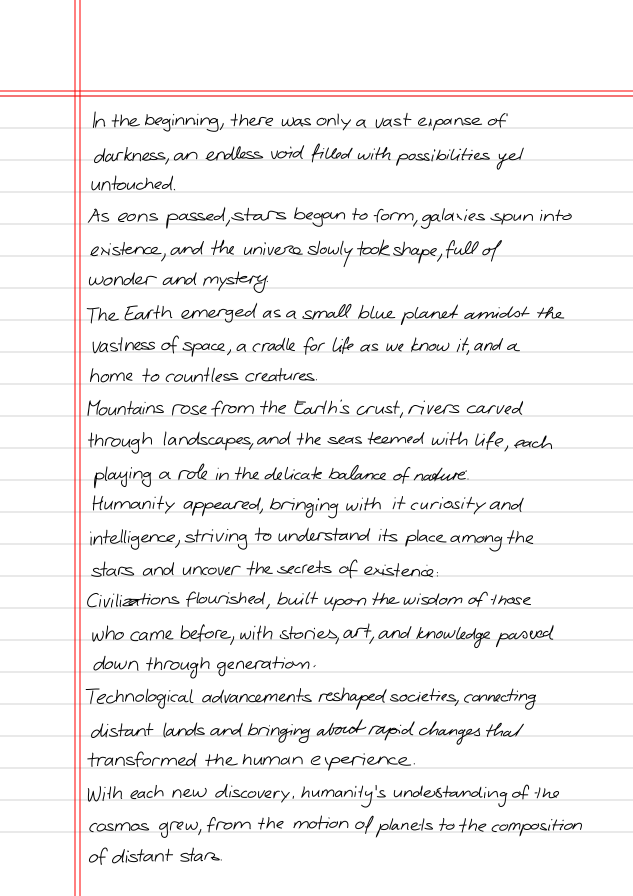 In the beginning, there was only a vast expanse of
darkness, an endless void filled with possibilities yet
untouched.
As eons passed, stars began to form, galaxies spun into
existence, and the universe slowly took shape, full of
wonder and mystery.
The Earth emerged as a small blue planet amidst the
vastness of space, a cradle for life as we know it, and a
home to countless creatures.
Mountains rose from the Earth's crust, rivers carved
through landscapes, and the seas teemed with life, each
playing a role in the delicate balance of nature.
Humanity appeared, bringing with it curiosity and
intelligence, striving to understand its place among the
stars and uncover the secrets of existence.
Civilizations flourished, built upon the wisdom of those
who came before, with stories, art, and knowledge passed
down through generation.
Technological advancements reshaped societies, connecting
distant lands and bringing about rapid changes that
transformed the human experience.
With each new discovery. humanity's understanding of the
cosmos grew, from the motion of planets to the composition
of distant stars.